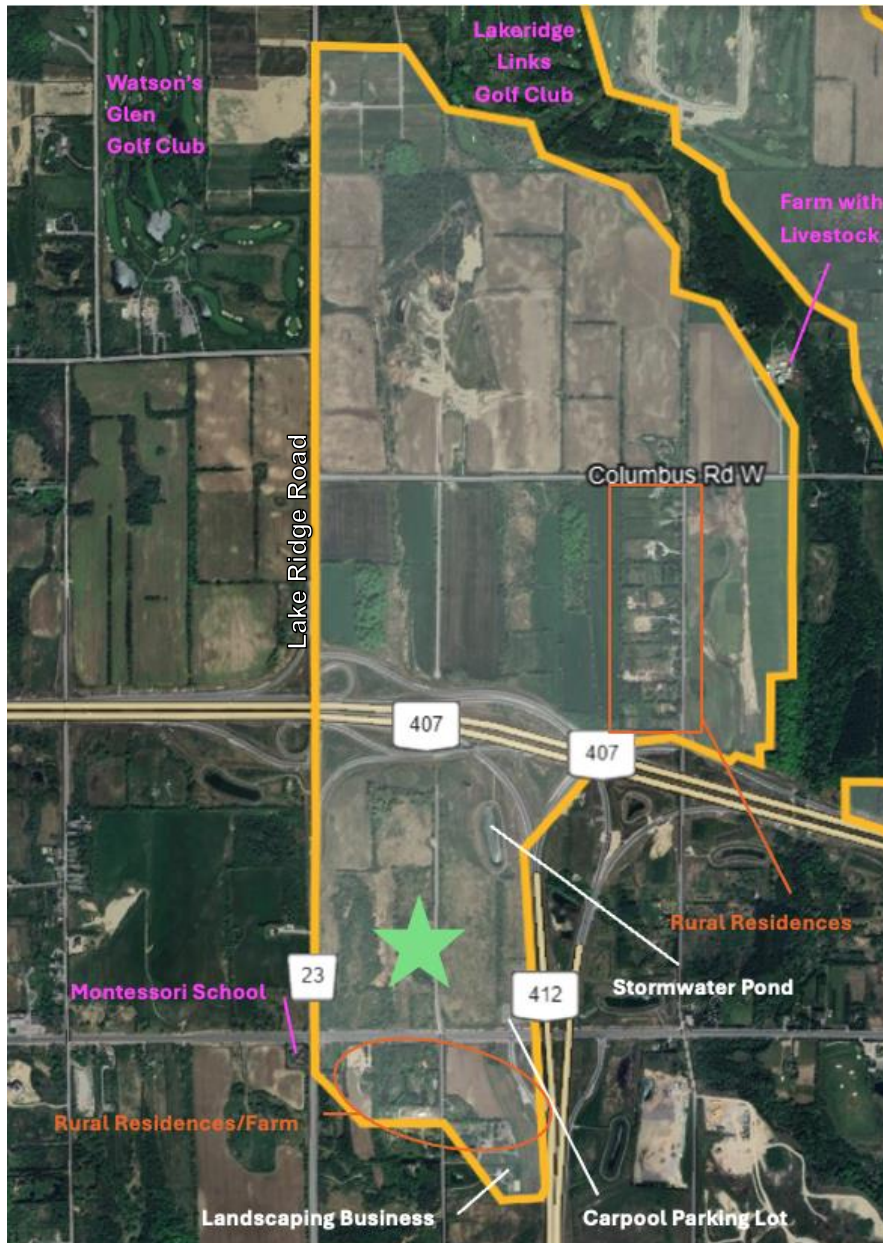 Lakeridge
Links
Golf Club
Watson's
Glen
Golf Club
Farm with
Livestock
Lake Ridge Road
Columbus Rd W
407
407
Rural Residences
23
Montessori School
412
Stormwater Pond
Rural Residences/Farm
Landscaping Business
Carpool Parking Lot